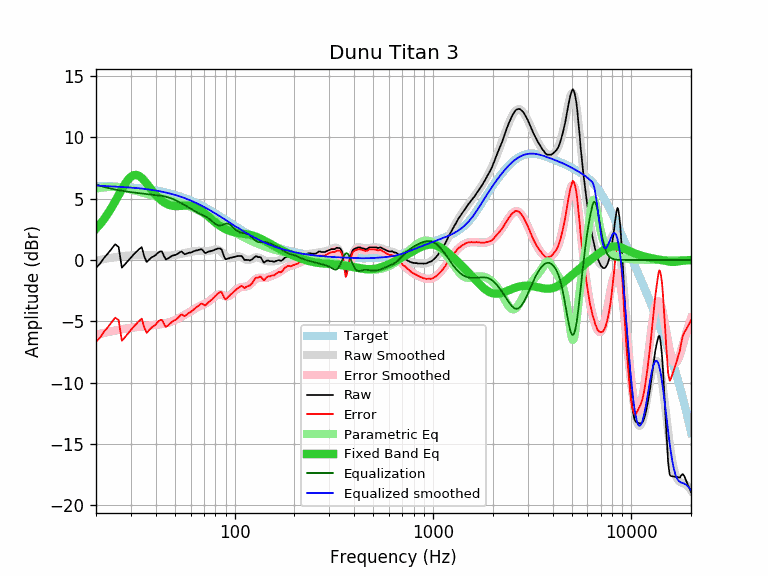 Dunu Titan 3
Amplitude (dBr)
15
10
5
0
−5
−10
−15
−20
Target
Raw Smoothed
Error Smoothed
Raw
Error
Parametric Eq
Fixed Band Eq
Equalization
Equalized smoothed
100
1000
10000
Frequency (Hz)